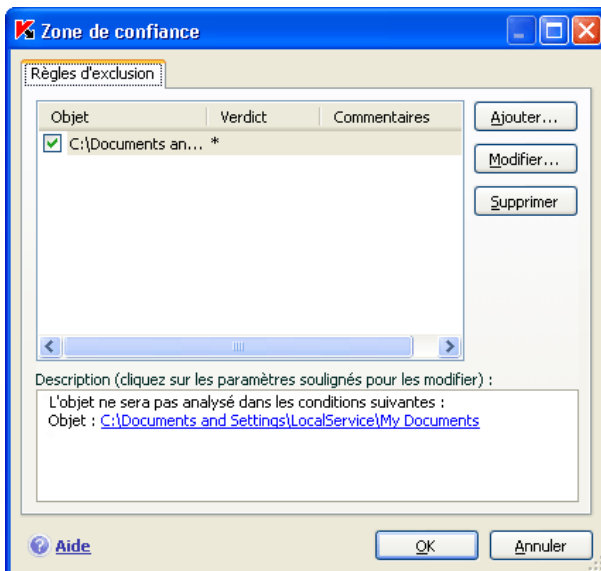 Zone de confiance
Règles d'exclusion
Objet Verdict Commentaires
C:\Documents an... *
Ajouter...
Modifier...
Supprimer
Description (cliquez sur les paramètres soulignés pour les modifier) :
L'objet ne sera pas analysé dans les conditions suivantes :
Objet : C:\Documents and Settings\LocalService\My Documents
Aide
OK
Annuler